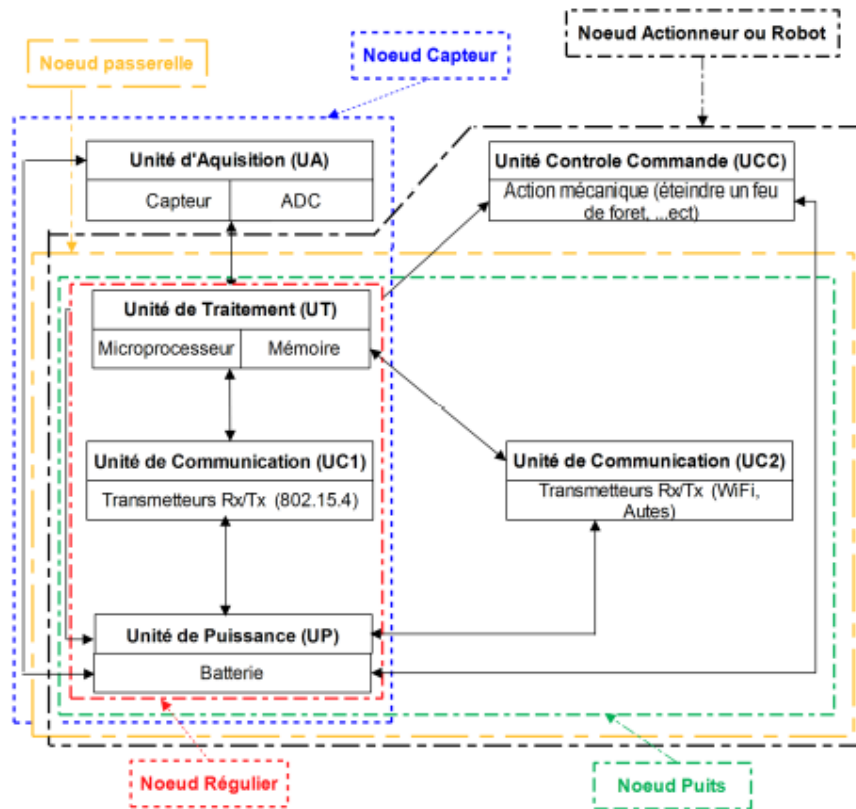 Noeud Actionneur ou Robot
Noeud passerelle
Noeud Capteur
Unité d'Aquisition (UA)
Capteur
ADC
Unité Controle Commande (UCC)
Action mécanique (éteindre un feu
de foret, ...ect)
Unité de Traitement (UT)
Microprocesseur
Mémoire
Unité de Communication (UC1)
Transmetteurs Rx/Tx (802.15.4)
Unité de Communication (UC2)
Transmetteurs Rx/Tx (WiFi,
Autes)
Unité de Puissance (UP)
Batterie
Noeud Régulier
Noeud Puits